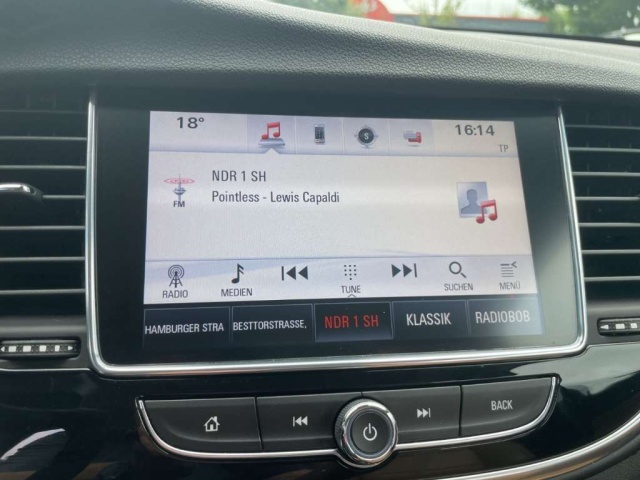 18°
16:14
TP
NDR 1 SH
FM
Pointless - Lewis Capaldi
RADIO
MEDIEN
TUNE
SUCHEN
MENÜ
HAMBURGER STRA
BESTTORSTRASSE,
NDR 1 SH
KLASSIK
RADIOBOB
BACK